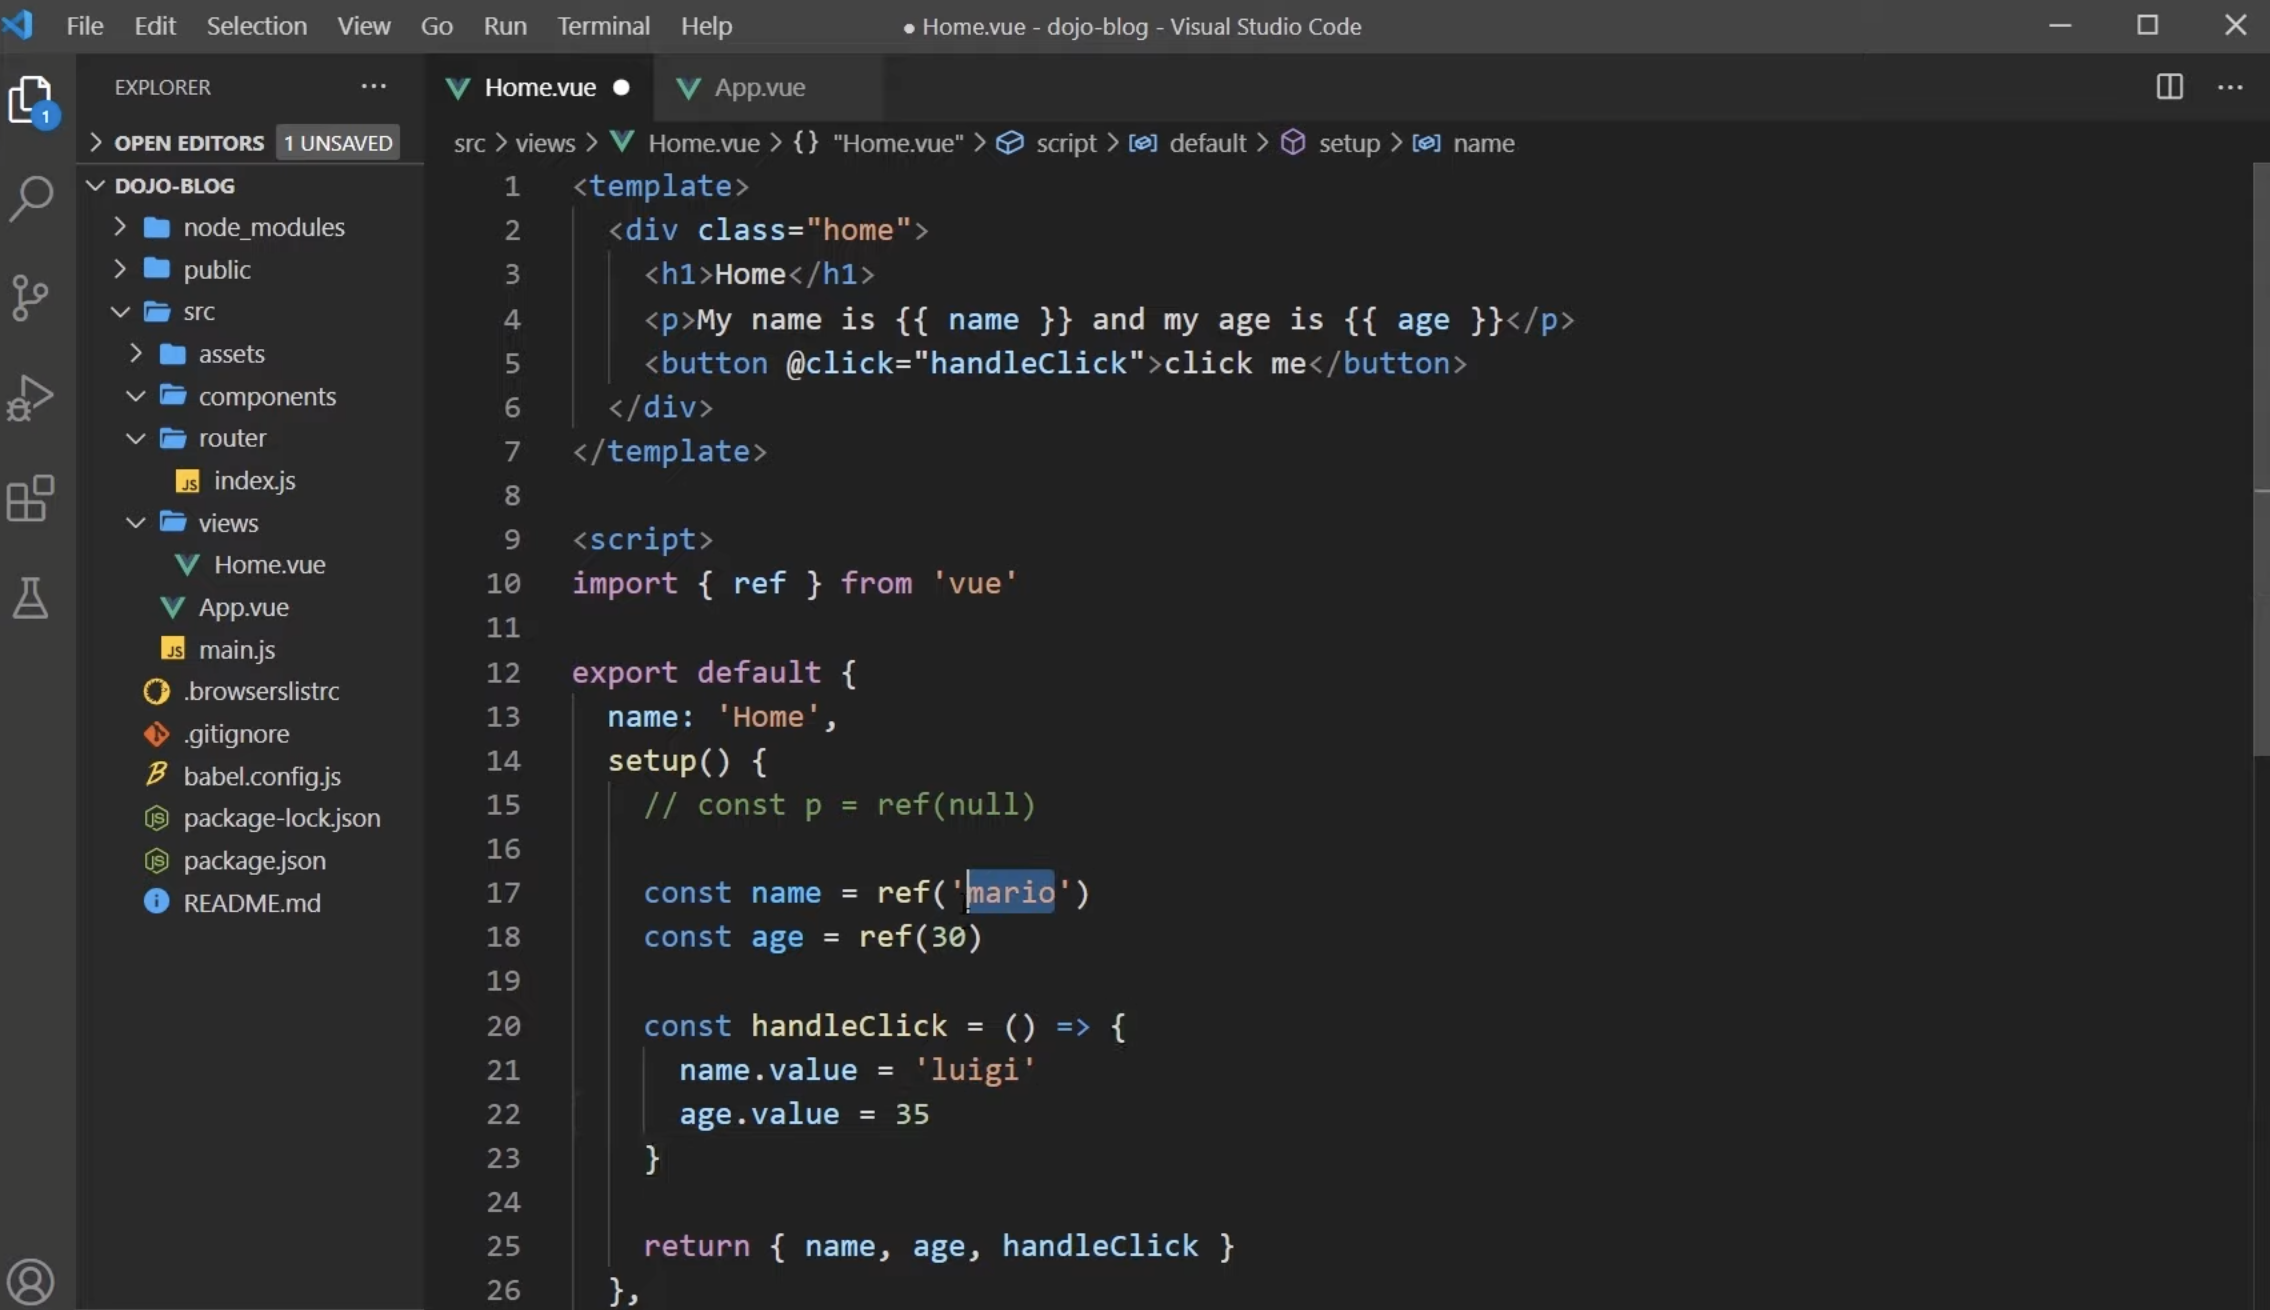 File Edit Selection View Go Run Terminal Help
● Home.vue - dojo-blog - Visual Studio Code
EXPLORER
1
OPEN EDITORS 1 UNSAVED
DOJO-BLOG
node_modules
public
src
assets
components
router
index.js
views
Home.vue
App.vue
main.js
.browserslistrc
.gitignore
babel.config.js
package-lock.json
package.json
README.md
Home.vue ● App.vue
src > views > Home.vue > {} "Home.vue" > script > default > setup > name
1 <template>
2 <div class="home">
3 <h1>Home</h1>
4 <p>My name is {{ name }} and my age is {{ age }}</p>
5 <button @click="handleClick">click me</button>
6 </div>
7 </template>
8
9 <script>
10 import { ref } from 'vue'
11
12 export default {
13 name: 'Home',
14 setup() {
15 // const p = ref(null)
16
17 const name = ref('mario')
18 const age = ref(30)
19
20 const handleClick = () => {
21 name.value = 'luigi'
22 age.value = 35
23 }
24
25 return { name, age, handleClick }
26 },